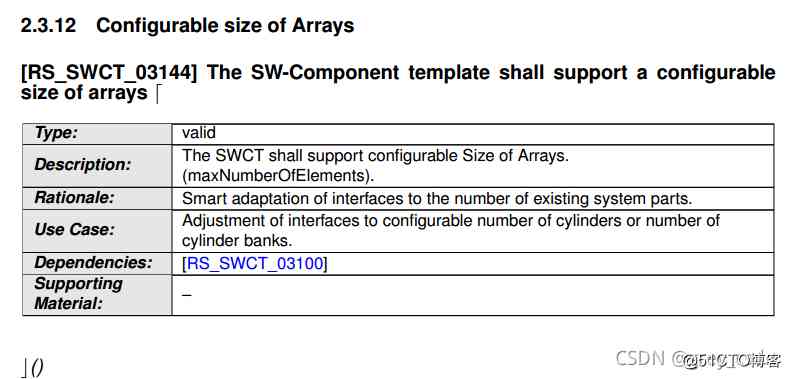 2.3.12 Configurable size of Arrays
[RS_SWCT_03144] The SW-Component template shall support a configurable
size of arrays ⌈
Type: valid
Description: The SWCT shall support configurable Size of Arrays.
(maxNumberOfElements).
Rationale: Smart adaptation of interfaces to the number of existing system parts.
Use Case: Adjustment of interfaces to configurable number of cylinders or number of
cylinder banks.
Dependencies: [RS_SWCT_03100]
Supporting
Material: –
⌋()
CSDN @51CTO博客